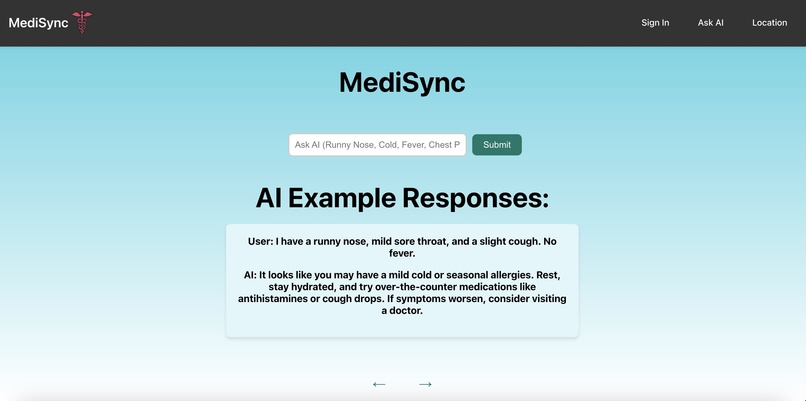 MediSync
Sign In
Ask AI
Location
MediSync
Ask AI (Runny Nose, Cold, Fever, Chest P
Submit
AI Example Responses:
User: I have a runny nose, mild sore throat, and a slight cough. No
fever.
AI: It looks like you may have a mild cold or seasonal allergies. Rest,
stay hydrated, and try over-the-counter medications like
antihistamines or cough drops. If symptoms worsen, consider visiting
a doctor.
← →